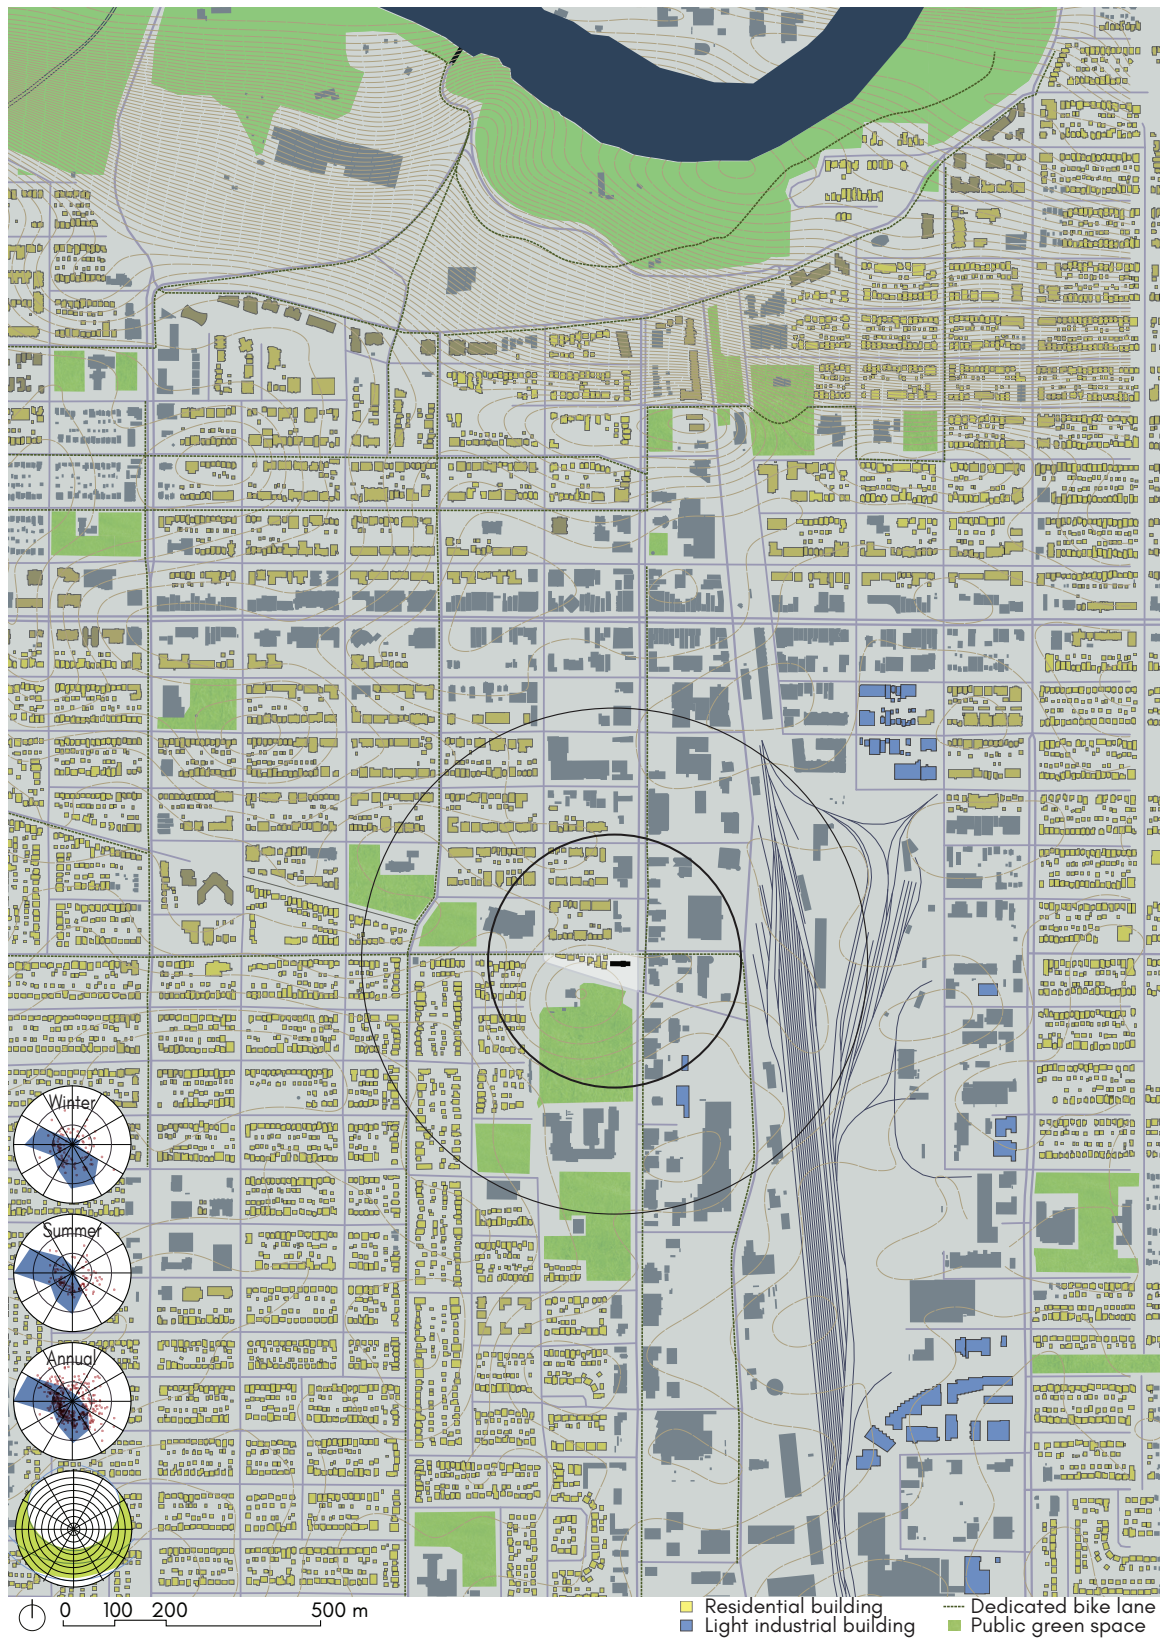 Winter
Summer
Annual
0 100 200 500 m
Residential building
Light industrial building
Dedicated bike lane
Public green space